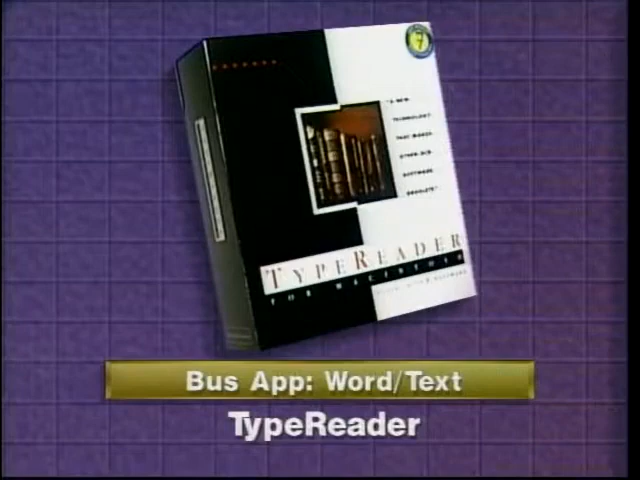 "A NEW
TECHNOLOGY
THAT MAKES
OTHER OCR
SOFTWARE
OBSOLETE"
TYPEREADER
FOR MACINTOSH
Bus App: Word/Text
TypeReader